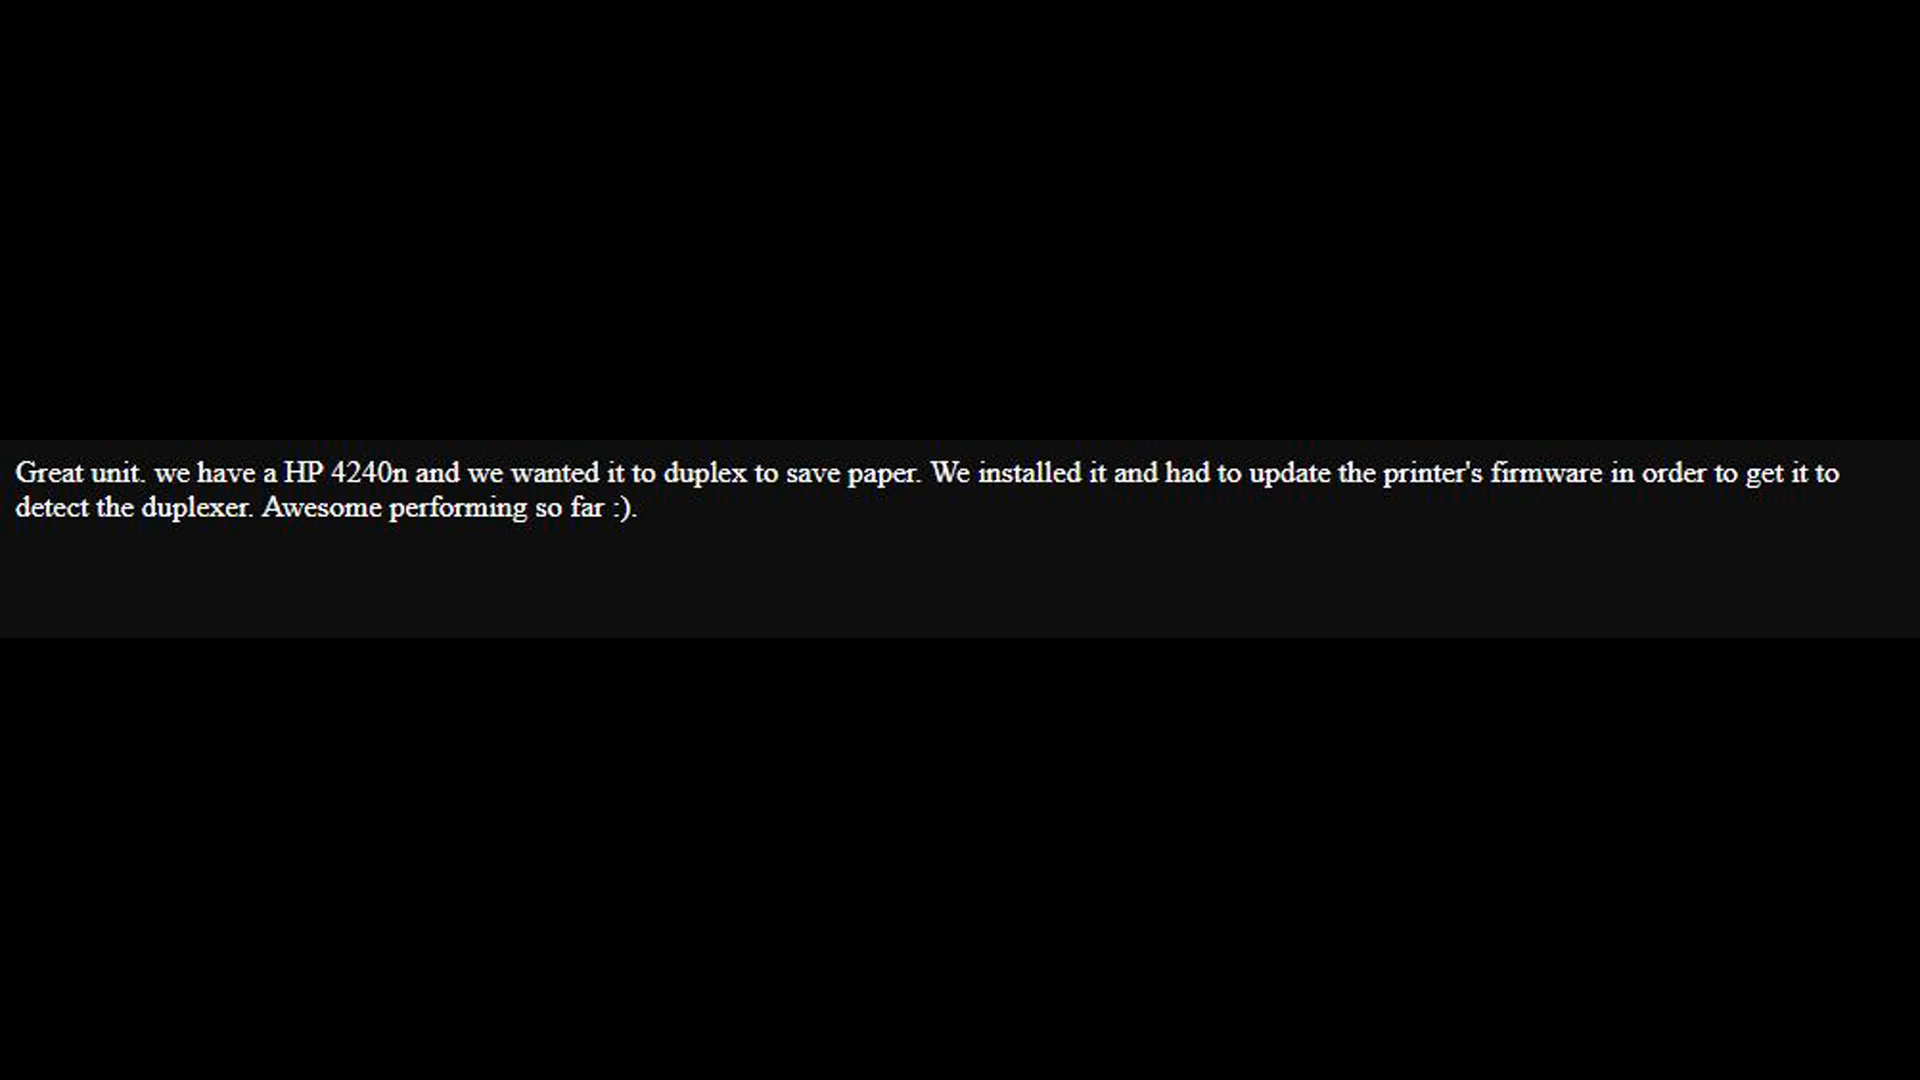 Great unit. we have a HP 4240n and we wanted it to duplex to save paper. We installed it and had to update the printer's firmware in order to get it to
detect the duplexer. Awesome performing so far :).